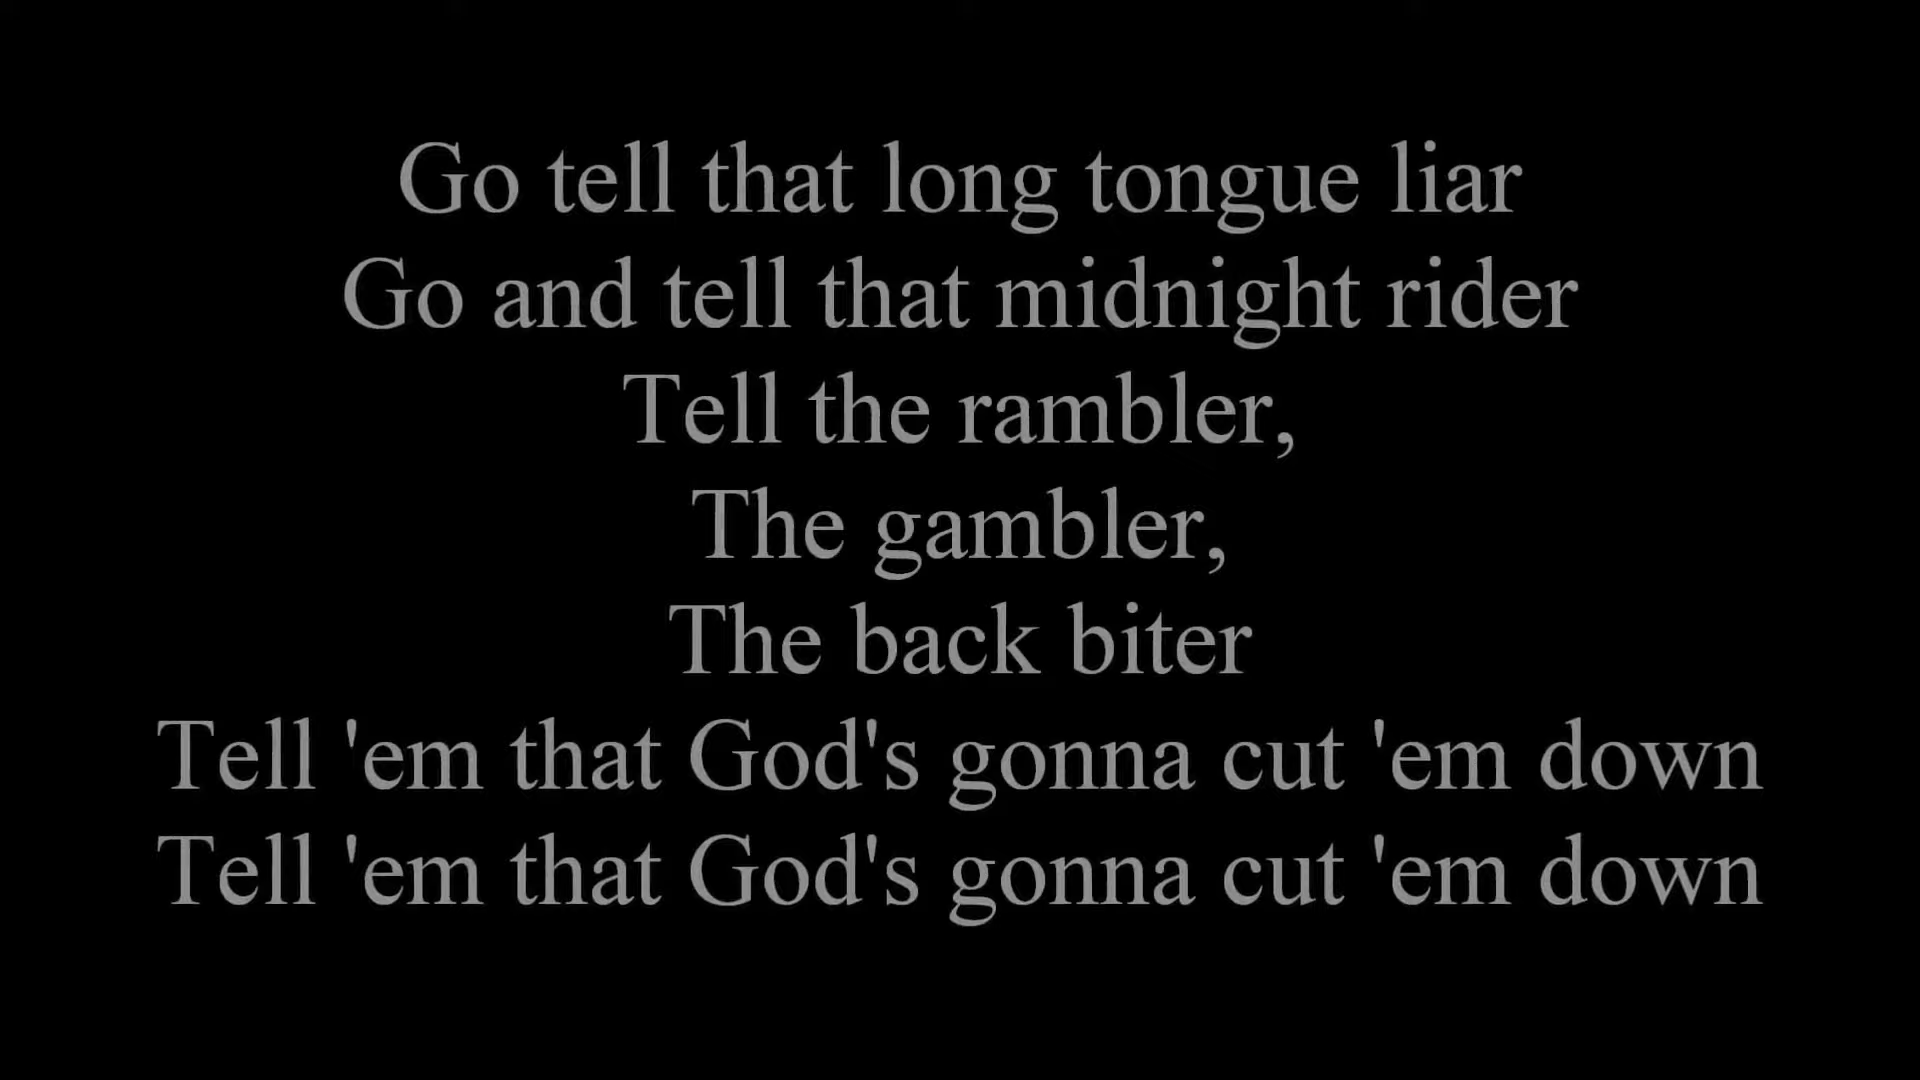 Go tell that long tongue liar
Go and tell that midnight rider
Tell the rambler,
The gambler,
The back biter
Tell 'em that God's gonna cut 'em down
Tell 'em that God's gonna cut 'em down